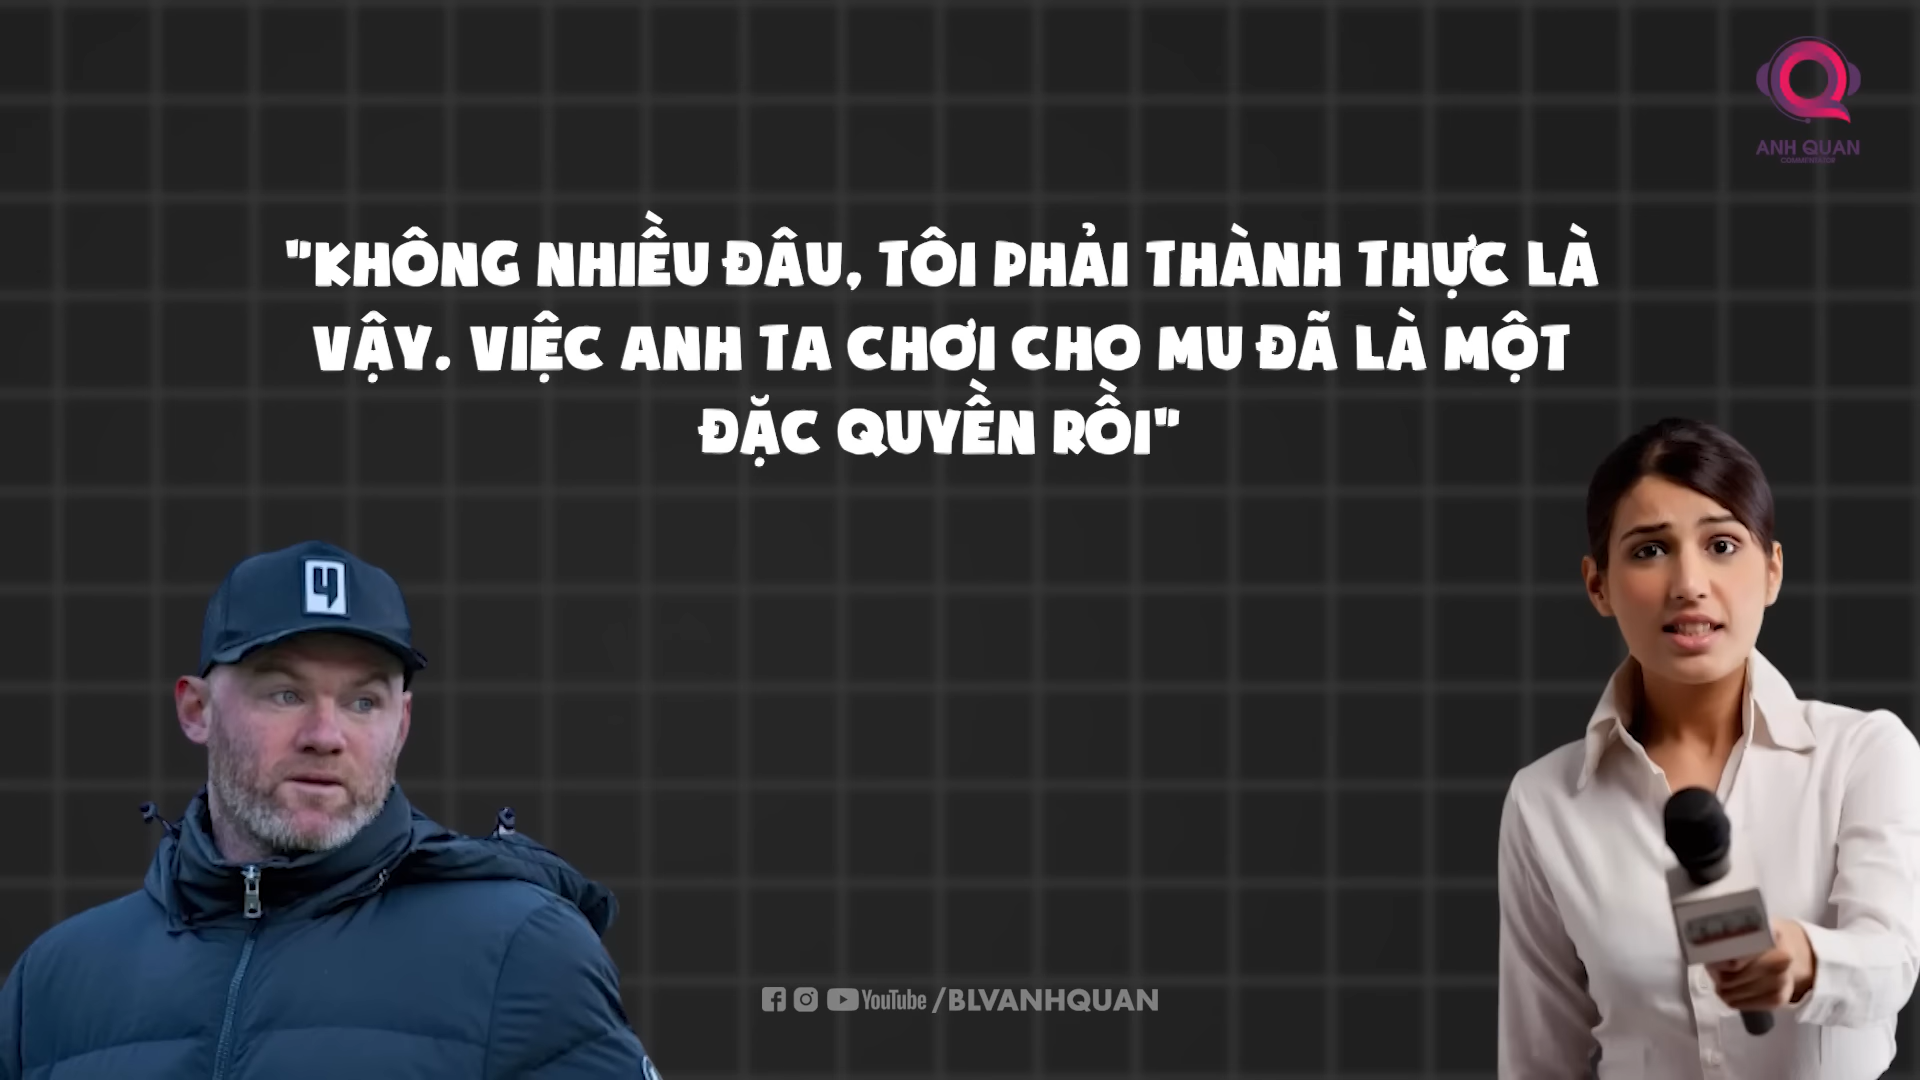 ANH QUAN
COMMENTATOR
"KHÔNG NHIỀU ĐÂU, TÔI PHẢI THÀNH THỰC LÀ
VẬY. VIỆC ANH TA CHƠI CHO MU ĐÃ LÀ MỘT
ĐẶC QUYỀN RỒI"
YouTube /BLVANHQUAN